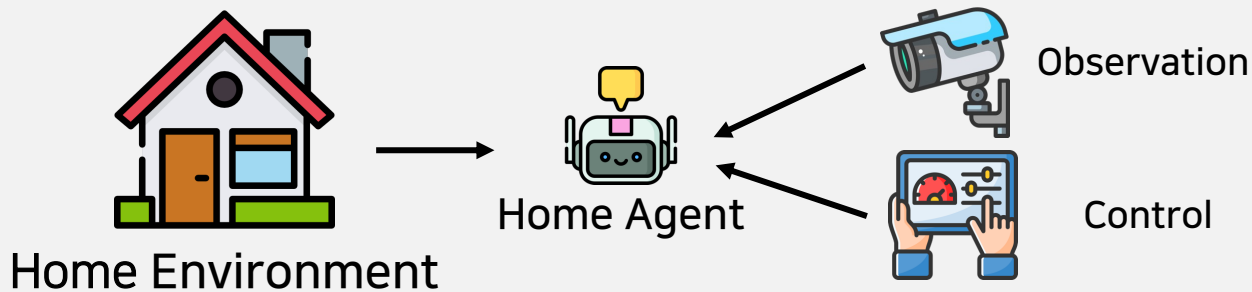 Observation
Home Agent
Control
Home Environment